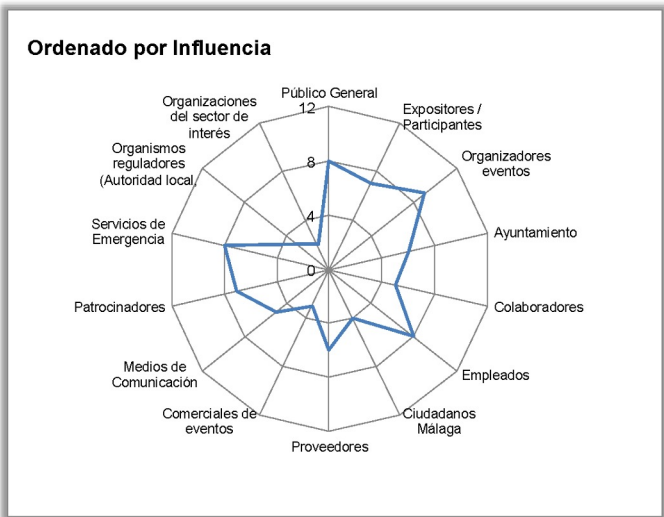 Ordenado por Influencia
Público General
12
Expositores /
Participantes
Organizadores
eventos
Ayuntamiento
Colaboradores
Empleados
Ciudadanos
Málaga
Proveedores
Comerciales de
eventos
Medios de
Comunicación
Patrocinadores
Servicios de
Emergencia
Organismos
reguladores
(Autoridad local,
Organizaciones
del sector de
interés
8
4
0